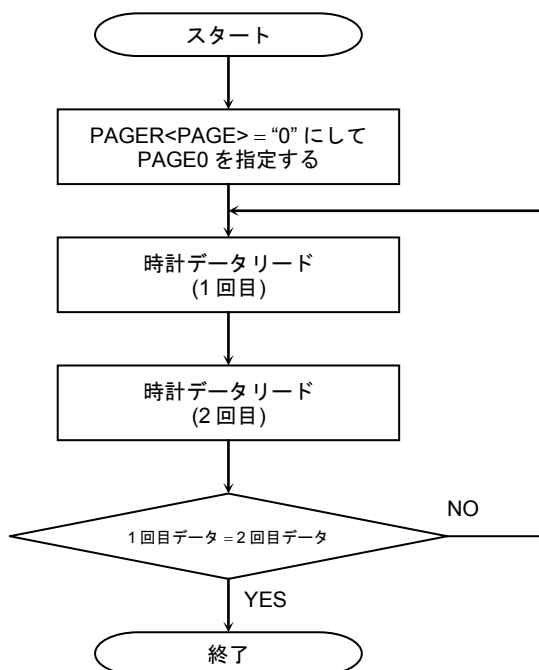 スタート
PAGER<PAGE> = “0” にして
PAGE0 を指定する
時計データリード
(1 回目)
時計データリード
(2 回目)
1 回目データ = 2 回目データ
NO
YES
終了